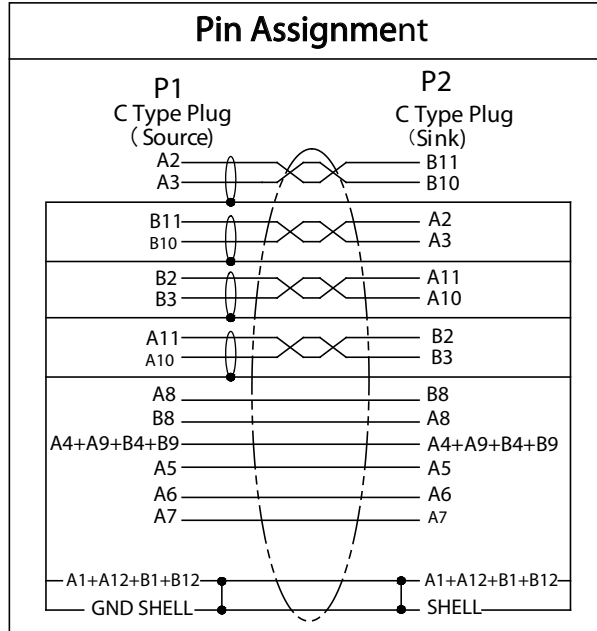 Pin Assignment
P1 P2
C Type Plug C Type Plug
( Source) (Sink)
A2 B11
A3 B10
B11 A2
B10 A3
B2 A11
B3 A10
A11 B2
A10 B3
A8 B8
B8 A8
A4+A9+B4+B9 A4+A9+B4+B9
A5 A5
A6 A6
A7 A7
A1+A12+B1+B12 A1+A12+B1+B12
GND SHELL SHELL